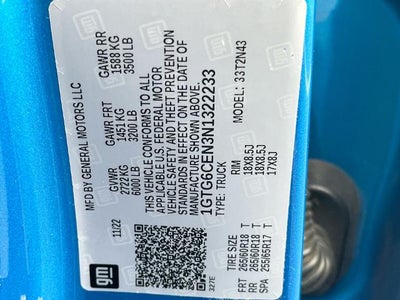 MFD BY GENERAL MOTORS LLC
11/22
GVWR GAWR FRT GAWR RR
2722 KG 1451 KG 1588 KG
6000 LB 3200 LB 3500 LB
THIS VEHICLE CONFORMS TO ALL
APPLICABLE U.S. FEDERAL MOTOR
VEHICLE SAFETY AND THEFT PREVENTION
STANDARDS IN EFFECT ON THE DATE OF
MANUFACTURE SHOWN ABOVE.
1GTG6CEN3N1322233
TYPE: TRUCK MODEL: 33T2N43
gm
327E
TIRE SIZE RIM
FRT 265/60R18 T 18X8.5J
RR 265/60R18 T 18X8.5J
SPA 255/65R17 T 17X8J